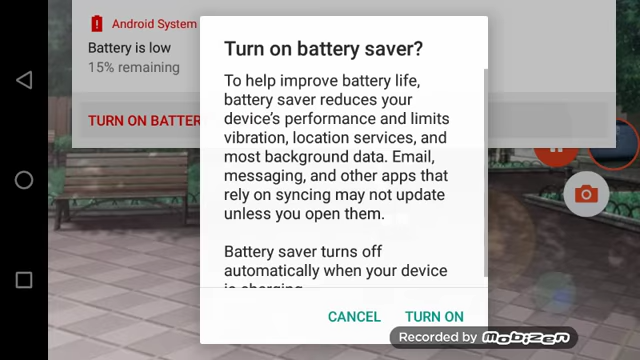 Android System
Battery is low
15% remaining
TURN ON BATTER
Turn on battery saver?
To help improve battery life,
battery saver reduces your
device's performance and limits
vibration, location services, and
most background data. Email,
messaging, and other apps that
rely on syncing may not update
unless you open them.
Battery saver turns off
automatically when your device
is charging.
CANCEL TURN ON
Recorded by mobizen